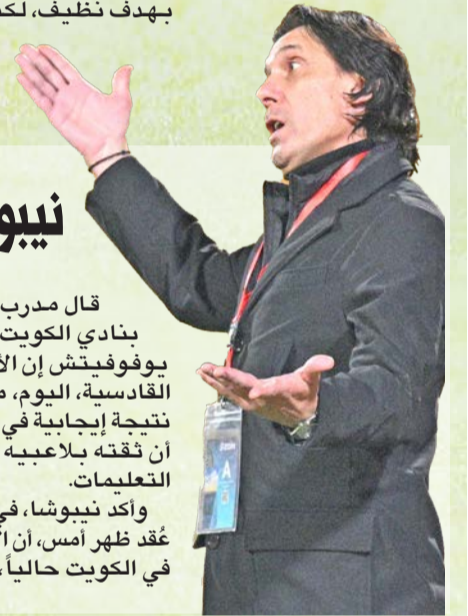 بهدف نظيف، لكن
نيبو
قال مدرب
بنادي الكويت
يوفوفيتش إن الأ
القادسية، اليوم، م
نتيجة إيجابية في
أن ثقته بلاعبيه
التعليمات.
وأكد نيبوشا، في
عُقد ظهر أمس، أن ا
في الكويت حالياً،
A